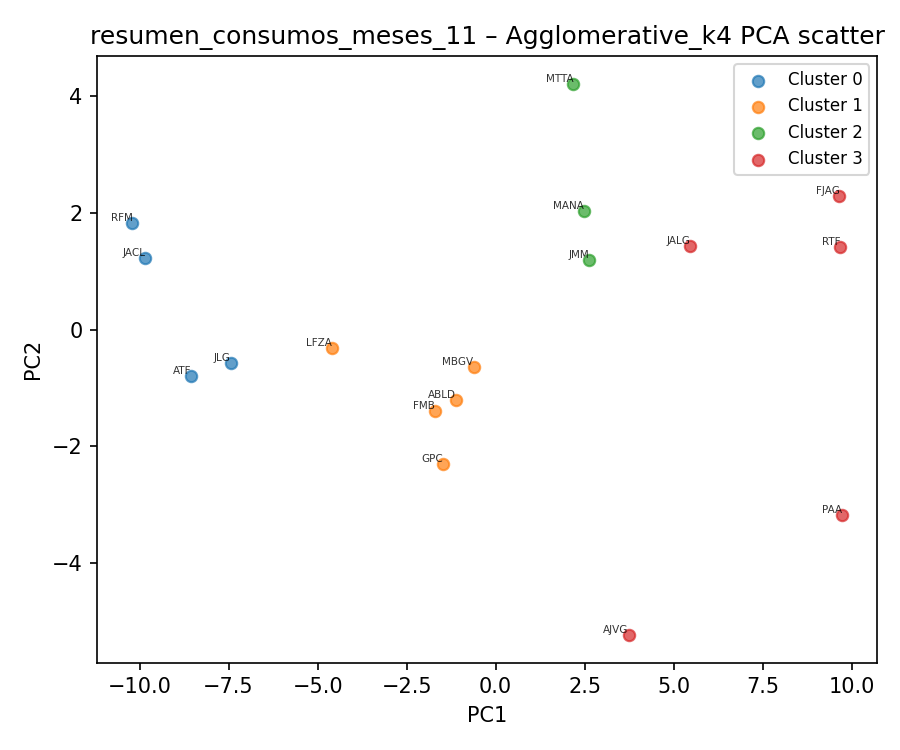 resumen_consumos_meses_11 – Agglomerative_k4 PCA scatter
Cluster 0
Cluster 1
Cluster 2
Cluster 3
MTTA
FJAG
MANA
RFM
JALG
RTF
JACL
JMM
LFZA
JLG
MBGV
ATF
ABLD
FMB
GPC
PAA
AJVG
4
2
0
−2
−4
PC2
−10.0
−7.5
−5.0
−2.5
0.0
2.5
5.0
7.5
10.0
PC1